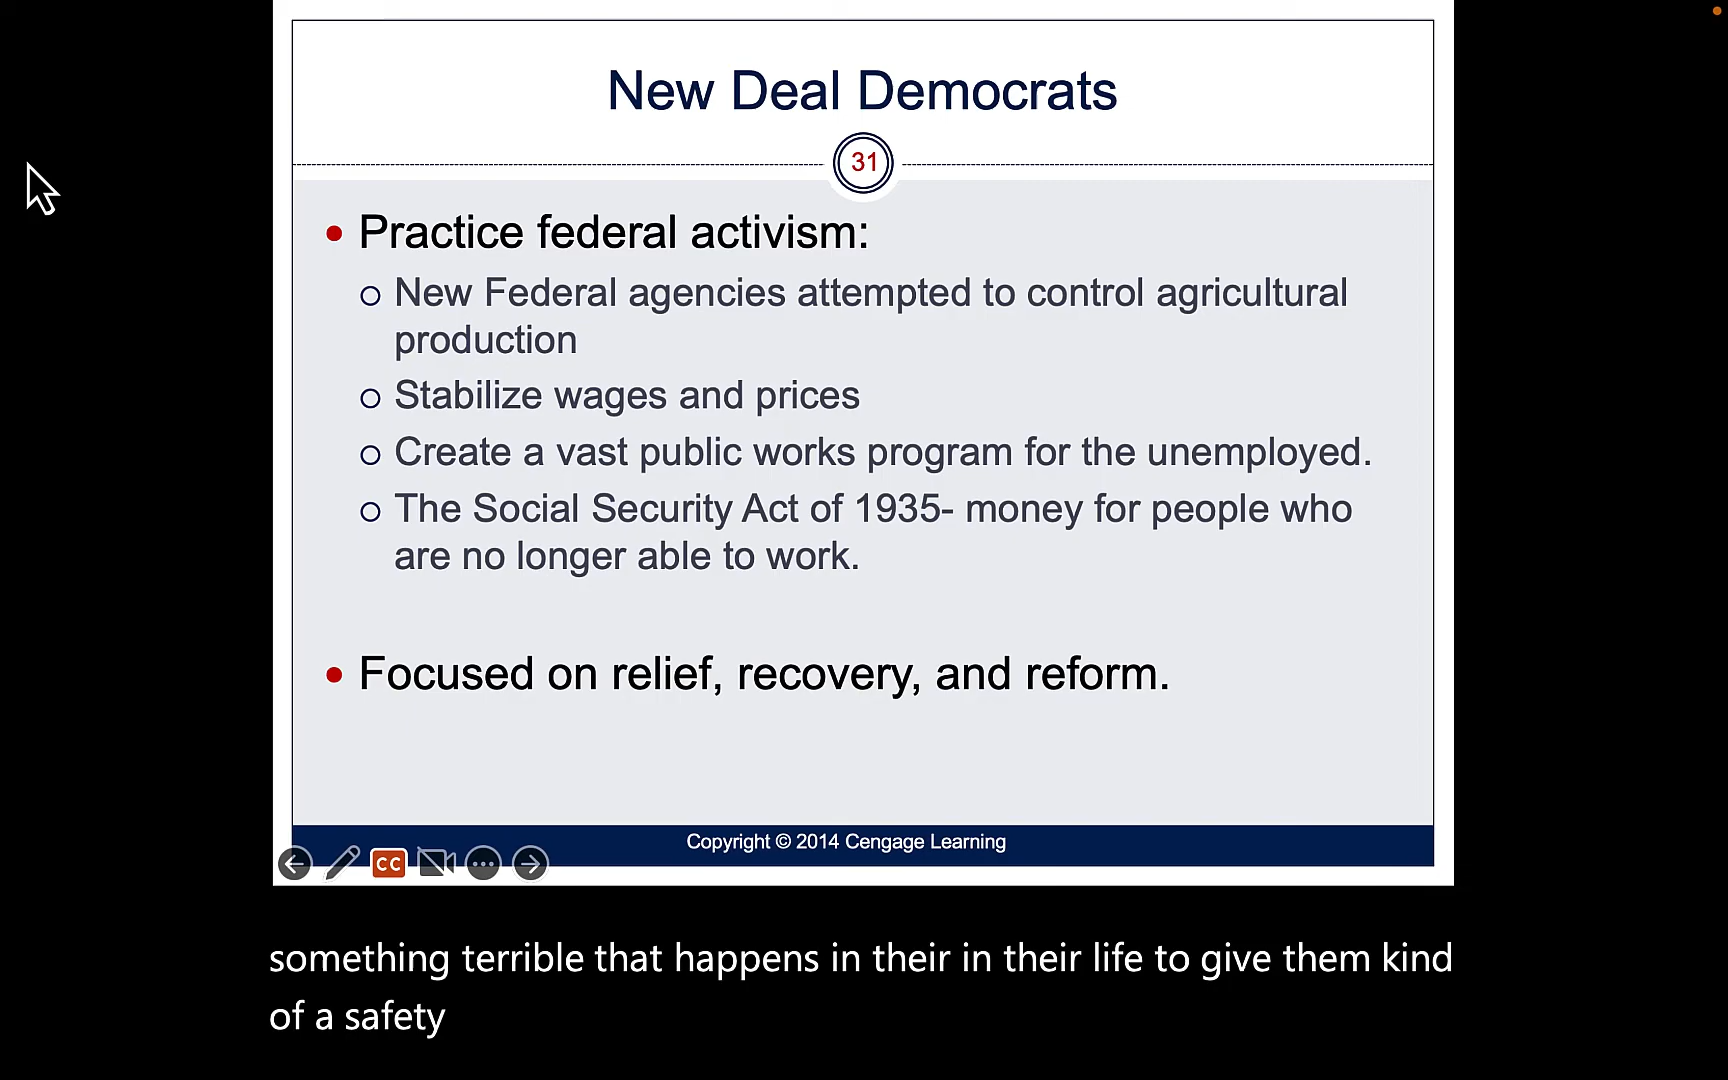 New Deal Democrats
31
• Practice federal activism:
o New Federal agencies attempted to control agricultural
production
o Stabilize wages and prices
o Create a vast public works program for the unemployed.
o The Social Security Act of 1935- money for people who
are no longer able to work.
• Focused on relief, recovery, and reform.
Copyright © 2014 Cengage Learning
CC
something terrible that happens in their in their life to give them kind
of a safety